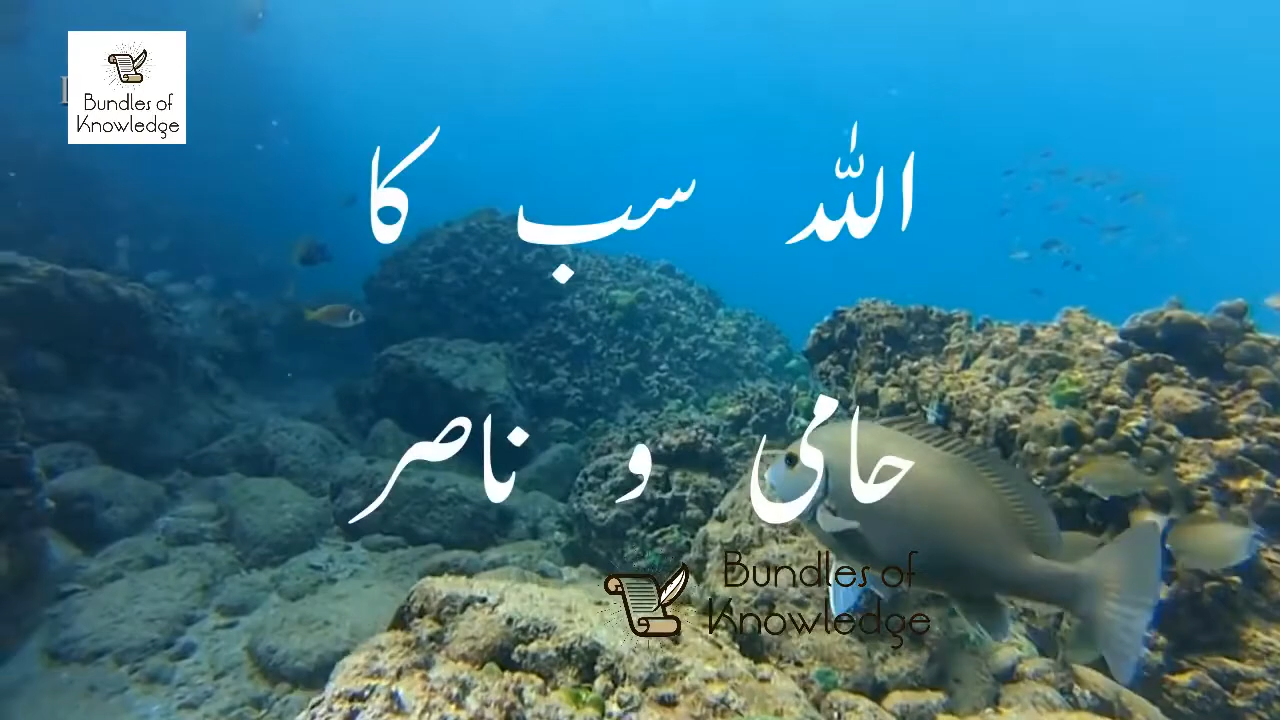 Bundles of
Knowledge
اللہ سب کا
حامی و ناصر
Bundles of
Knowledge